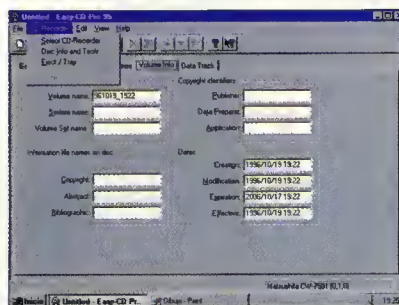 Untitled - Easy-CD Pro 95
File Recorder Edit View Help
Select CD-Recorder
Disc Info and Tools
Eject / Tray
Volume Info Data Track
Copyright identifiers
Volume name: 961019_1922
Publisher:
System name:
Data Preparer:
Volume Set name
Application:
Information file names on disc
Dates
Creation: 1996/10/19 19:22
Copyright:
Modification: 1996/10/19 19:22
Abstract:
Expiration: 2006/10/17 19:22
Bibliographic:
Effective: 1996/10/19 19:22
Matsushita CW-7501 (0,1,0)
Inicio Untitled - Easy-CD Pr... Dibujo - Paint